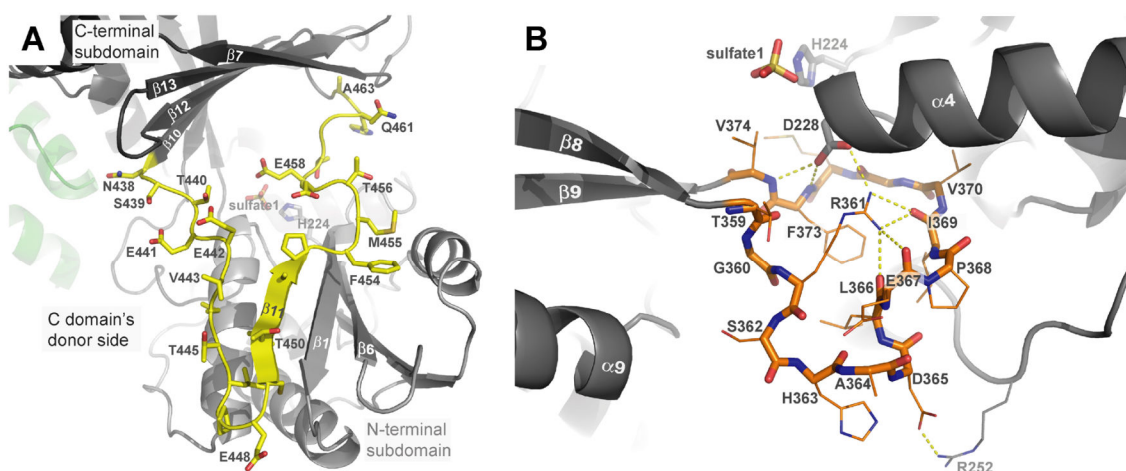 A
C-terminal
subdomain
β7
β13
β12
β10
A463
Q461
E458
N438
S439
T440
T456
sulfate1
H224
E441
E442
M455
V443
F454
C domain's
donor side
β11
T445
T450
β1
β6
N-terminal
subdomain
E448
B
sulfate1
H224
α4
V374
D228
β8
β9
V370
R361
T359
F373
I369
G360
P368
L366
E367
S362
α9
A364
D365
H363
R252